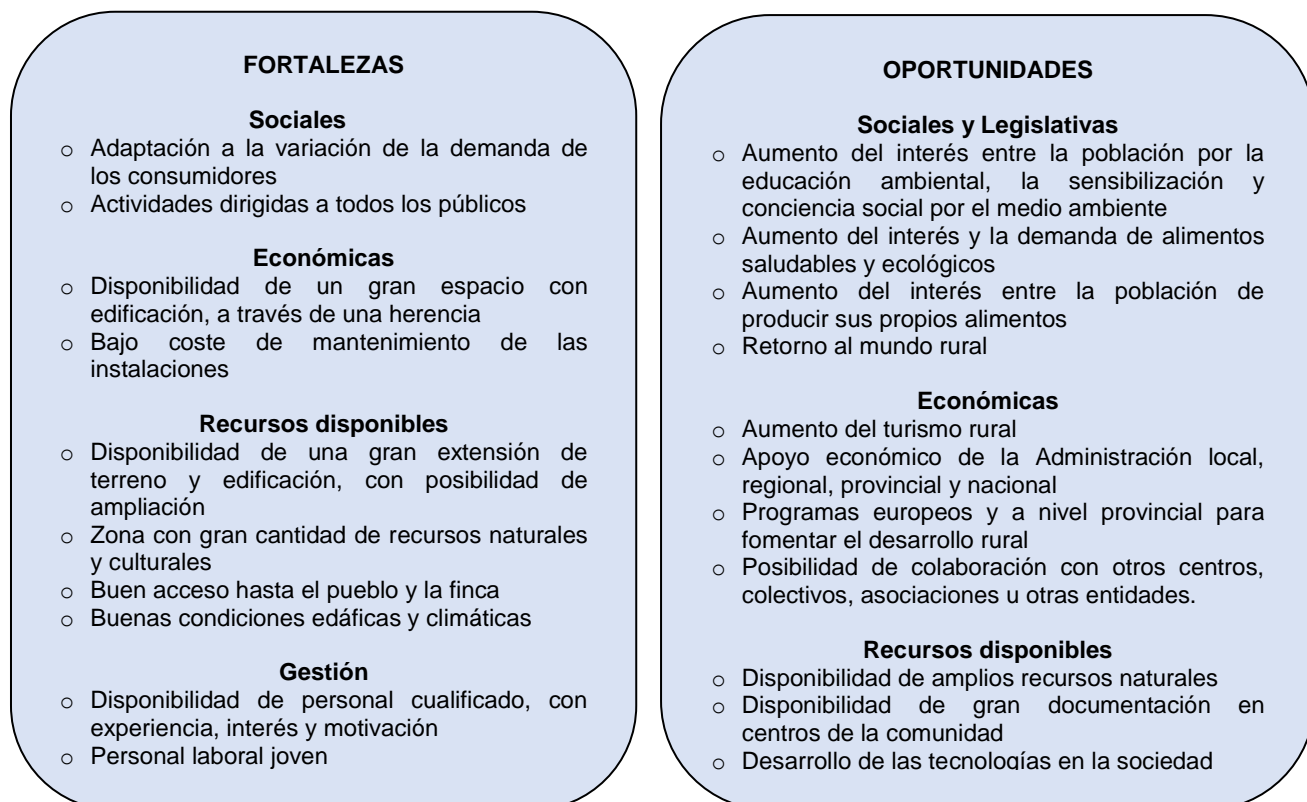 FORTALEZAS
Sociales
o Adaptación a la variación de la demanda de
los consumidores
o Actividades dirigidas a todos los públicos
Económicas
o Disponibilidad de un gran espacio con
edificación, a través de una herencia
o Bajo coste de mantenimiento de las
instalaciones
Recursos disponibles
o Disponibilidad de una gran extensión de
terreno y edificación, con posibilidad de
ampliación
o Zona con gran cantidad de recursos naturales
y culturales
o Buen acceso hasta el pueblo y la finca
o Buenas condiciones edáficas y climáticas
Gestión
o Disponibilidad de personal cualificado, con
experiencia, interés y motivación
o Personal laboral joven
OPORTUNIDADES
Sociales y Legislativas
o Aumento del interés entre la población por la
educación ambiental, la sensibilización y
conciencia social por el medio ambiente
o Aumento del interés y la demanda de alimentos
saludables y ecológicos
o Aumento del interés entre la población de
producir sus propios alimentos
o Retorno al mundo rural
Económicas
o Aumento del turismo rural
o Apoyo económico de la Administración local,
regional, provincial y nacional
o Programas europeos y a nivel provincial para
fomentar el desarrollo rural
o Posibilidad de colaboración con otros centros,
colectivos, asociaciones u otras entidades.
Recursos disponibles
o Disponibilidad de amplios recursos naturales
o Disponibilidad de gran documentación en
centros de la comunidad
o Desarrollo de las tecnologías en la sociedad